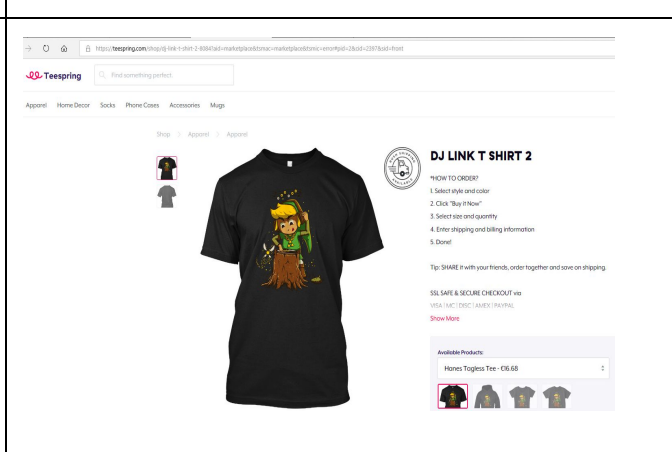 https://teespring.com/shop/dj-link-t-shirt-2-8984?aid=marketplace&tsmac=marketplace&tsmic=error#pid=2&cid=2397&sid=front
Teespring
Find something perfect
Apparel Home Decor Socks Phone Cases Accessories Mugs
Shop Apparel Apparel
DJ LINK T SHIRT 2
*HOW TO ORDER?
1. Select style and color
2. Click "Buy it Now"
3. Select size and quantity
4. Enter shipping and billing information
5. Done!
Tip: SHARE it with your friends, order together and save on shipping.
SSL SAFE & SECURE CHECKOUT via
VISA | MC | DISC | AMEX | PAYPAL
Show More
Available Products:
Hanes Tagless Tee - €16.68